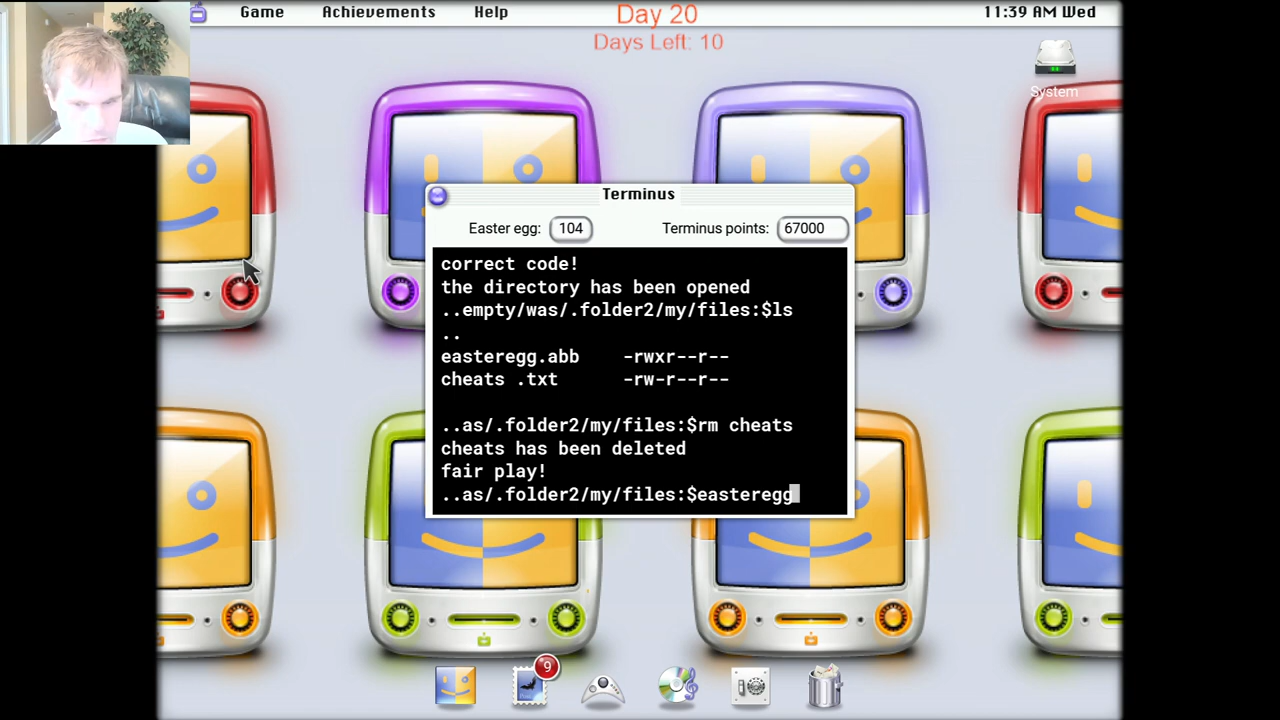 Game Achievements Help Day 20 11:39 AM Wed
Days Left: 10
System
Terminus
Easter egg: 104 Terminus points: 67000
correct code!
the directory has been opened
..empty/was/.folder2/my/files:$ls
..
easteregg.abb -rwxr--r--
cheats .txt -rw-r--r--
..as/.folder2/my/files:$rm cheats
cheats has been deleted
fair play!
..as/.folder2/my/files:$easteregg
9